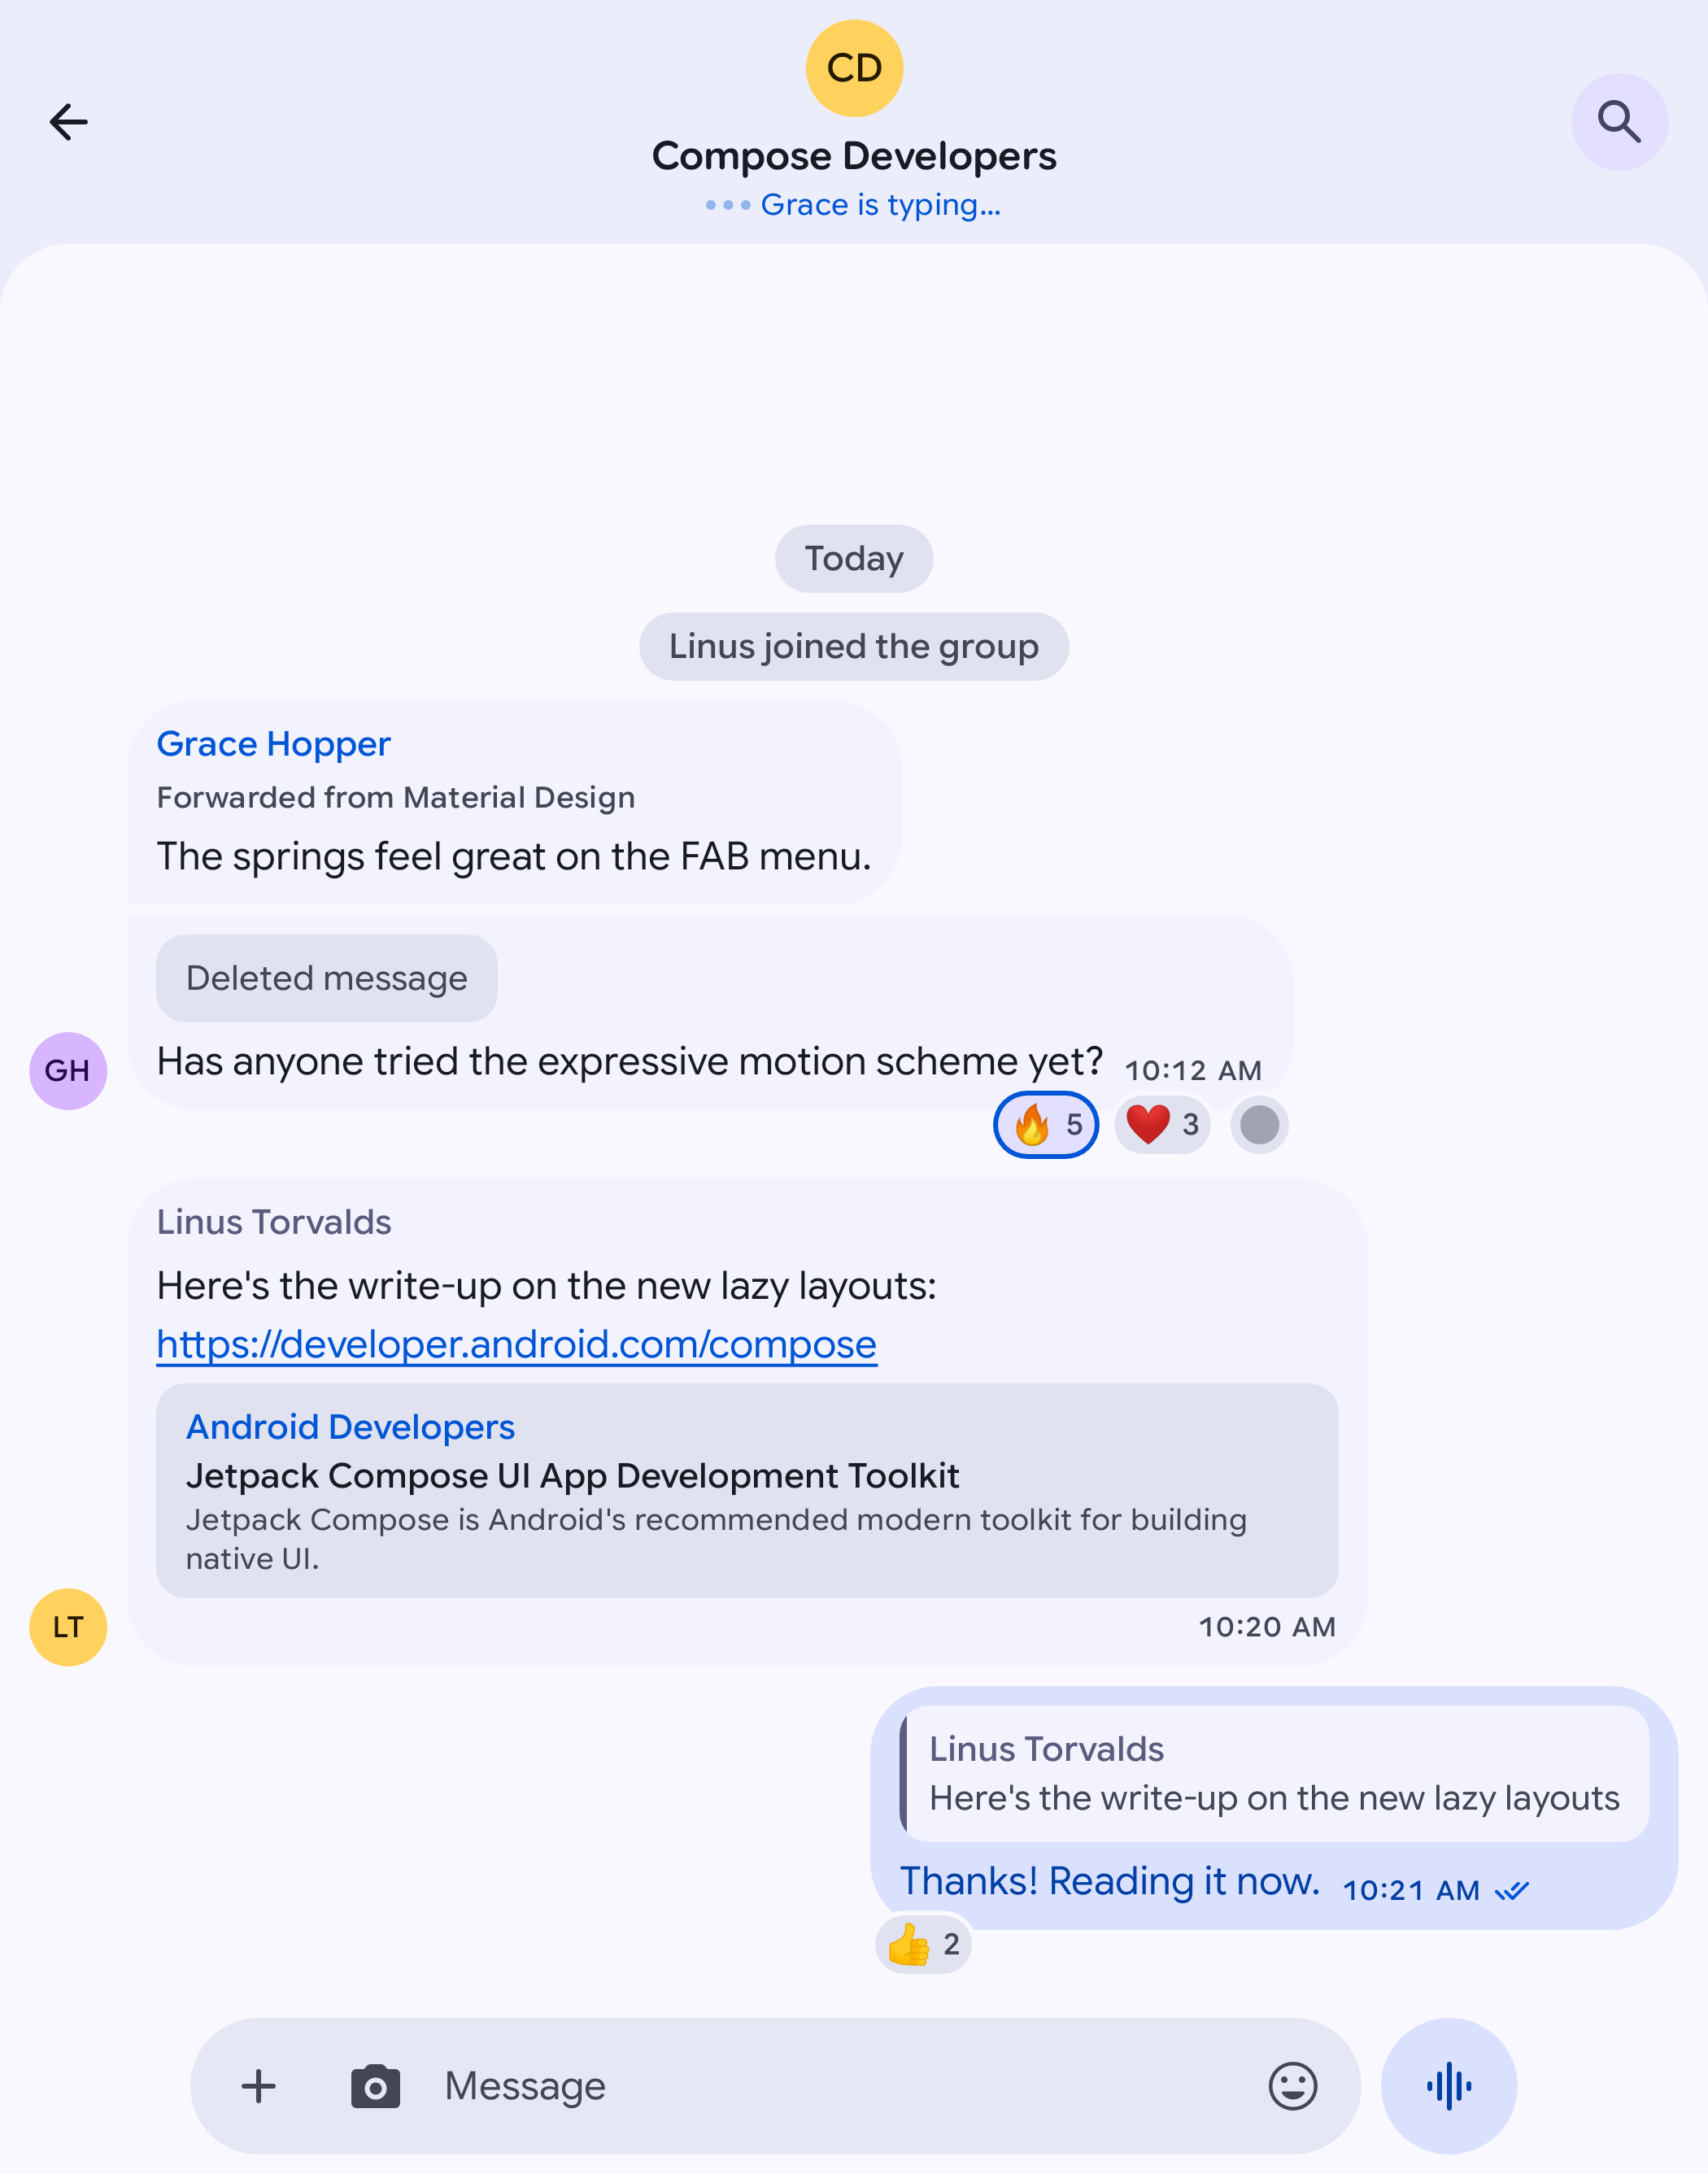 CD
Compose Developers
Grace is typing...
Today
Linus joined the group
Grace Hopper
Forwarded from Material Design
The springs feel great on the FAB menu.
Deleted message
GH
Has anyone tried the expressive motion scheme yet? 10:12 AM
🔥 5 ❤️ 3
Linus Torvalds
Here's the write-up on the new lazy layouts:
https://developer.android.com/compose
Android Developers
Jetpack Compose UI App Development Toolkit
Jetpack Compose is Android's recommended modern toolkit for building
native UI.
LT
10:20 AM
Linus Torvalds
Here's the write-up on the new lazy layouts
Thanks! Reading it now. 10:21 AM
👍 2
Message